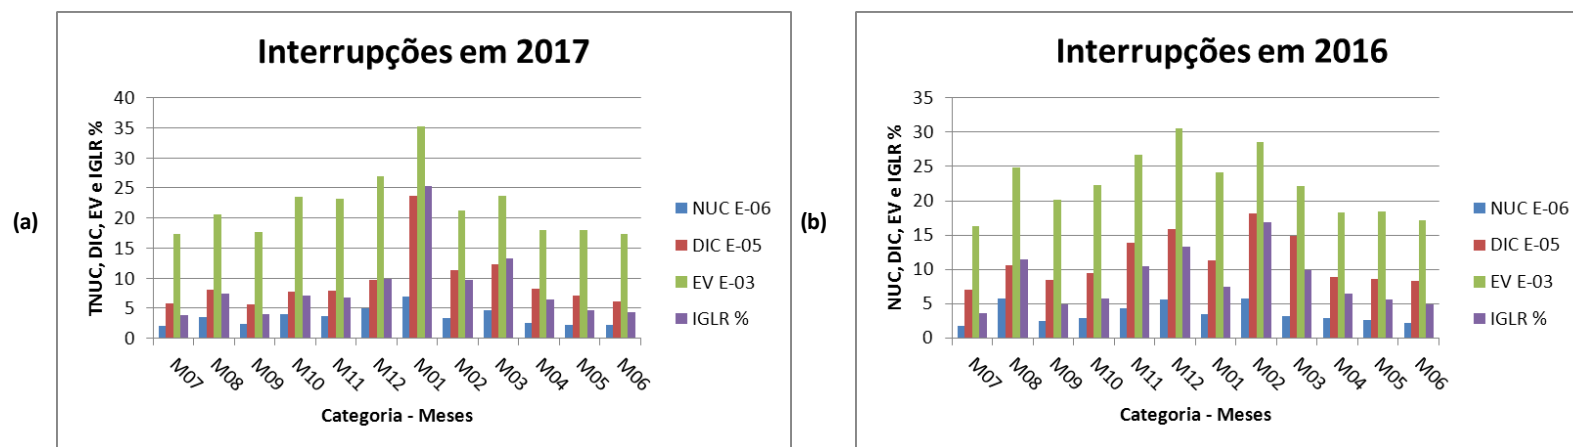 (a)
Interrupções em 2017
TNUC, DIC, EV e IGLR %
40
35
30
25
20
15
10
5
0
M07 M08 M09 M10 M11 M12 M01 M02 M03 M04 M05 M06
Categoria - Meses
NUC E-06
DIC E-05
EV E-03
IGLR %
(b)
Interrupções em 2016
NUC, DIC, EV e IGLR %
35
30
25
20
15
10
5
0
M07 M08 M09 M10 M11 M12 M01 M02 M03 M04 M05 M06
Categoria - Meses
NUC E-06
DIC E-05
EV E-03
IGLR %